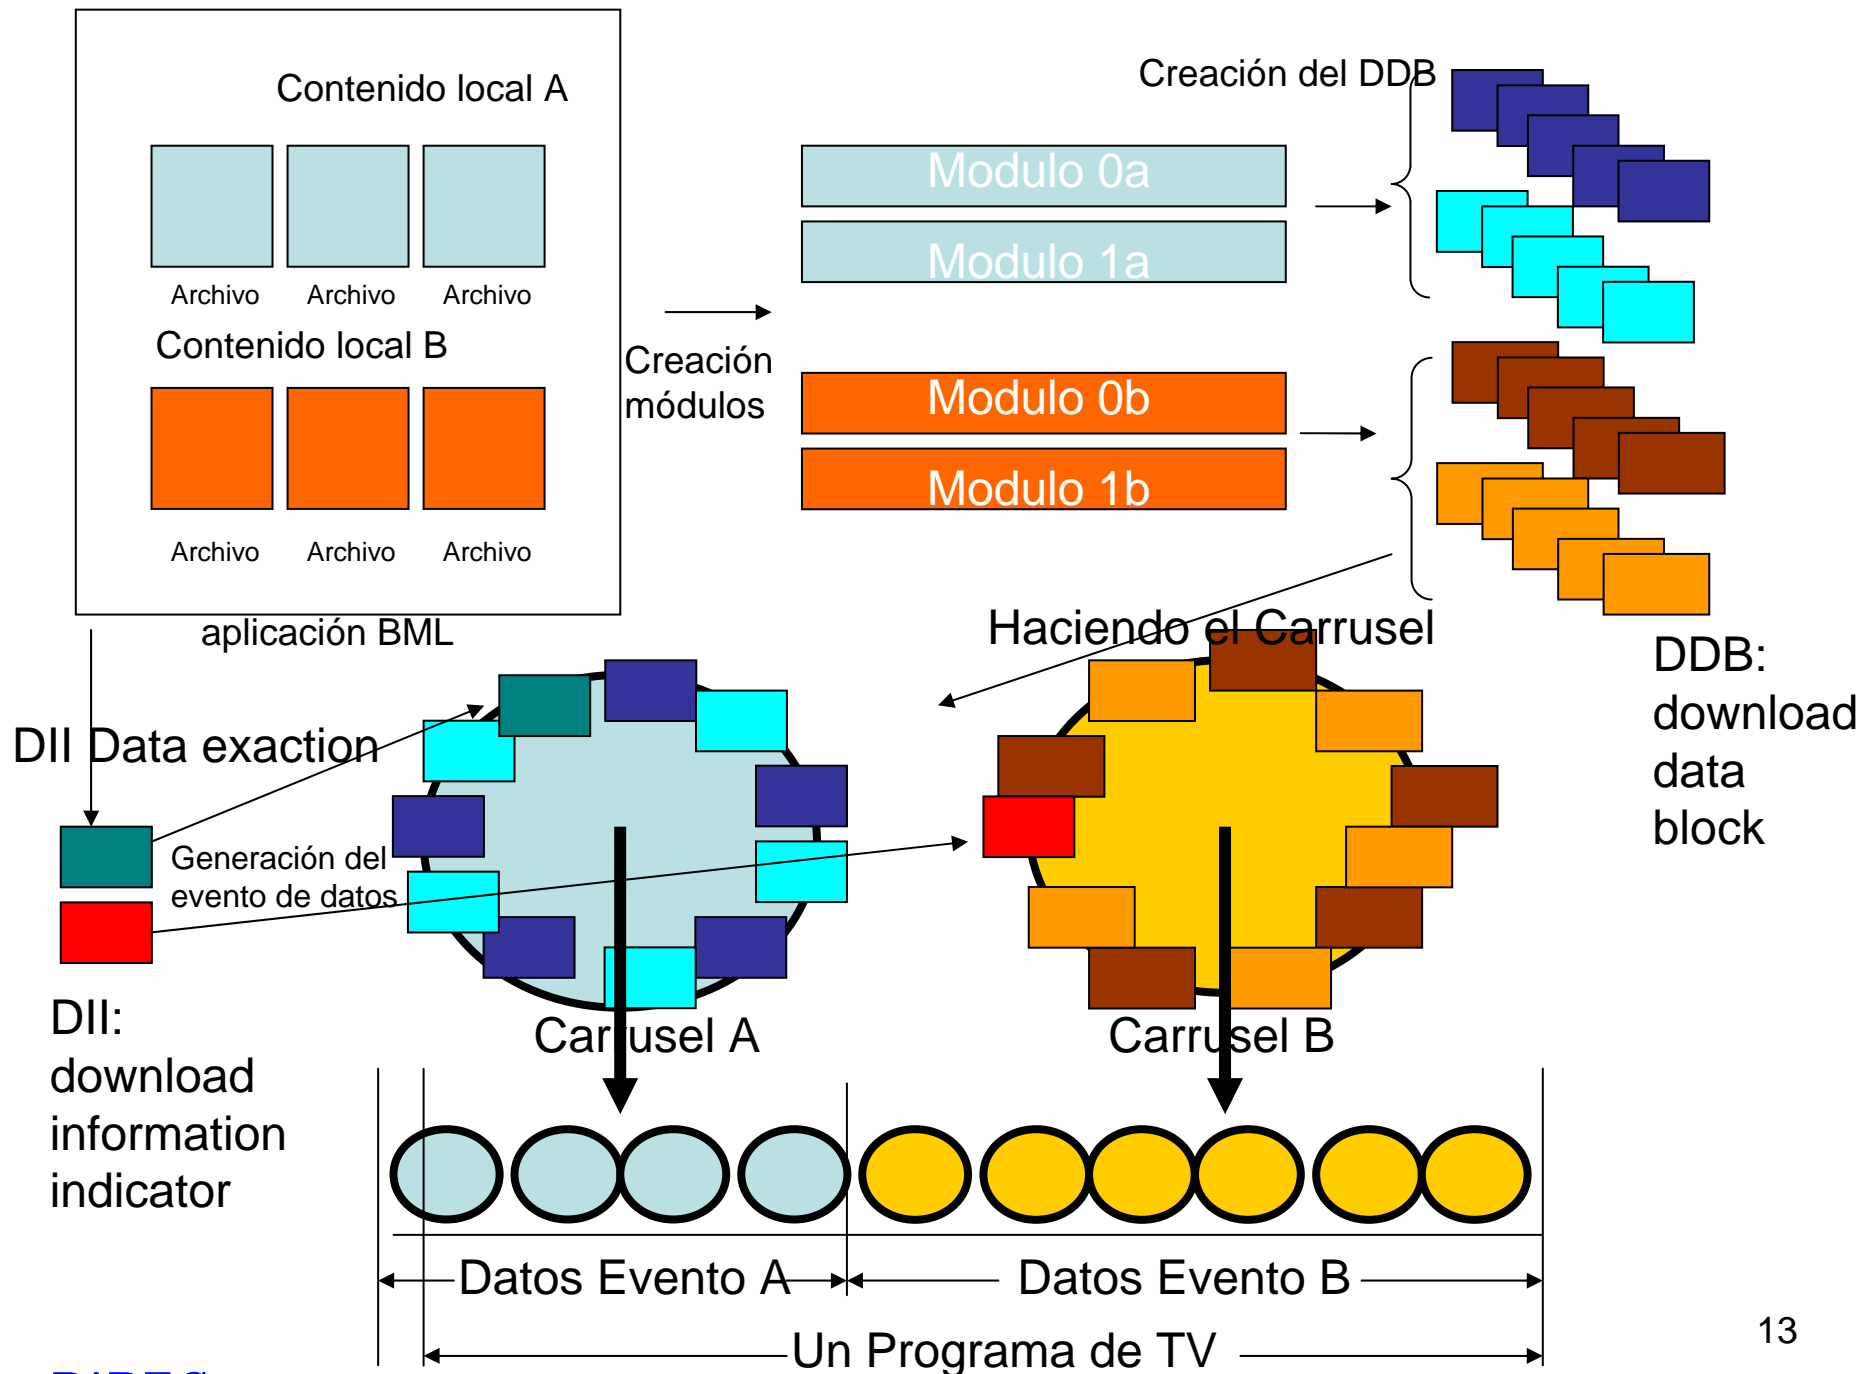 Contenido local A
Creación del DDB
Modulo 0a
Modulo 1a
Archivo Archivo Archivo
Contenido local B
Creación
módulos
Modulo 0b
Modulo 1b
Archivo Archivo Archivo
aplicación BML
Haciendo el Carrusel
DDB:
download
data
block
DII Data exaction
Generación del
evento de datos
DII:
download
information
indicator
Carrusel A
Carrusel B
Datos Evento A
Datos Evento B
Un Programa de TV
13